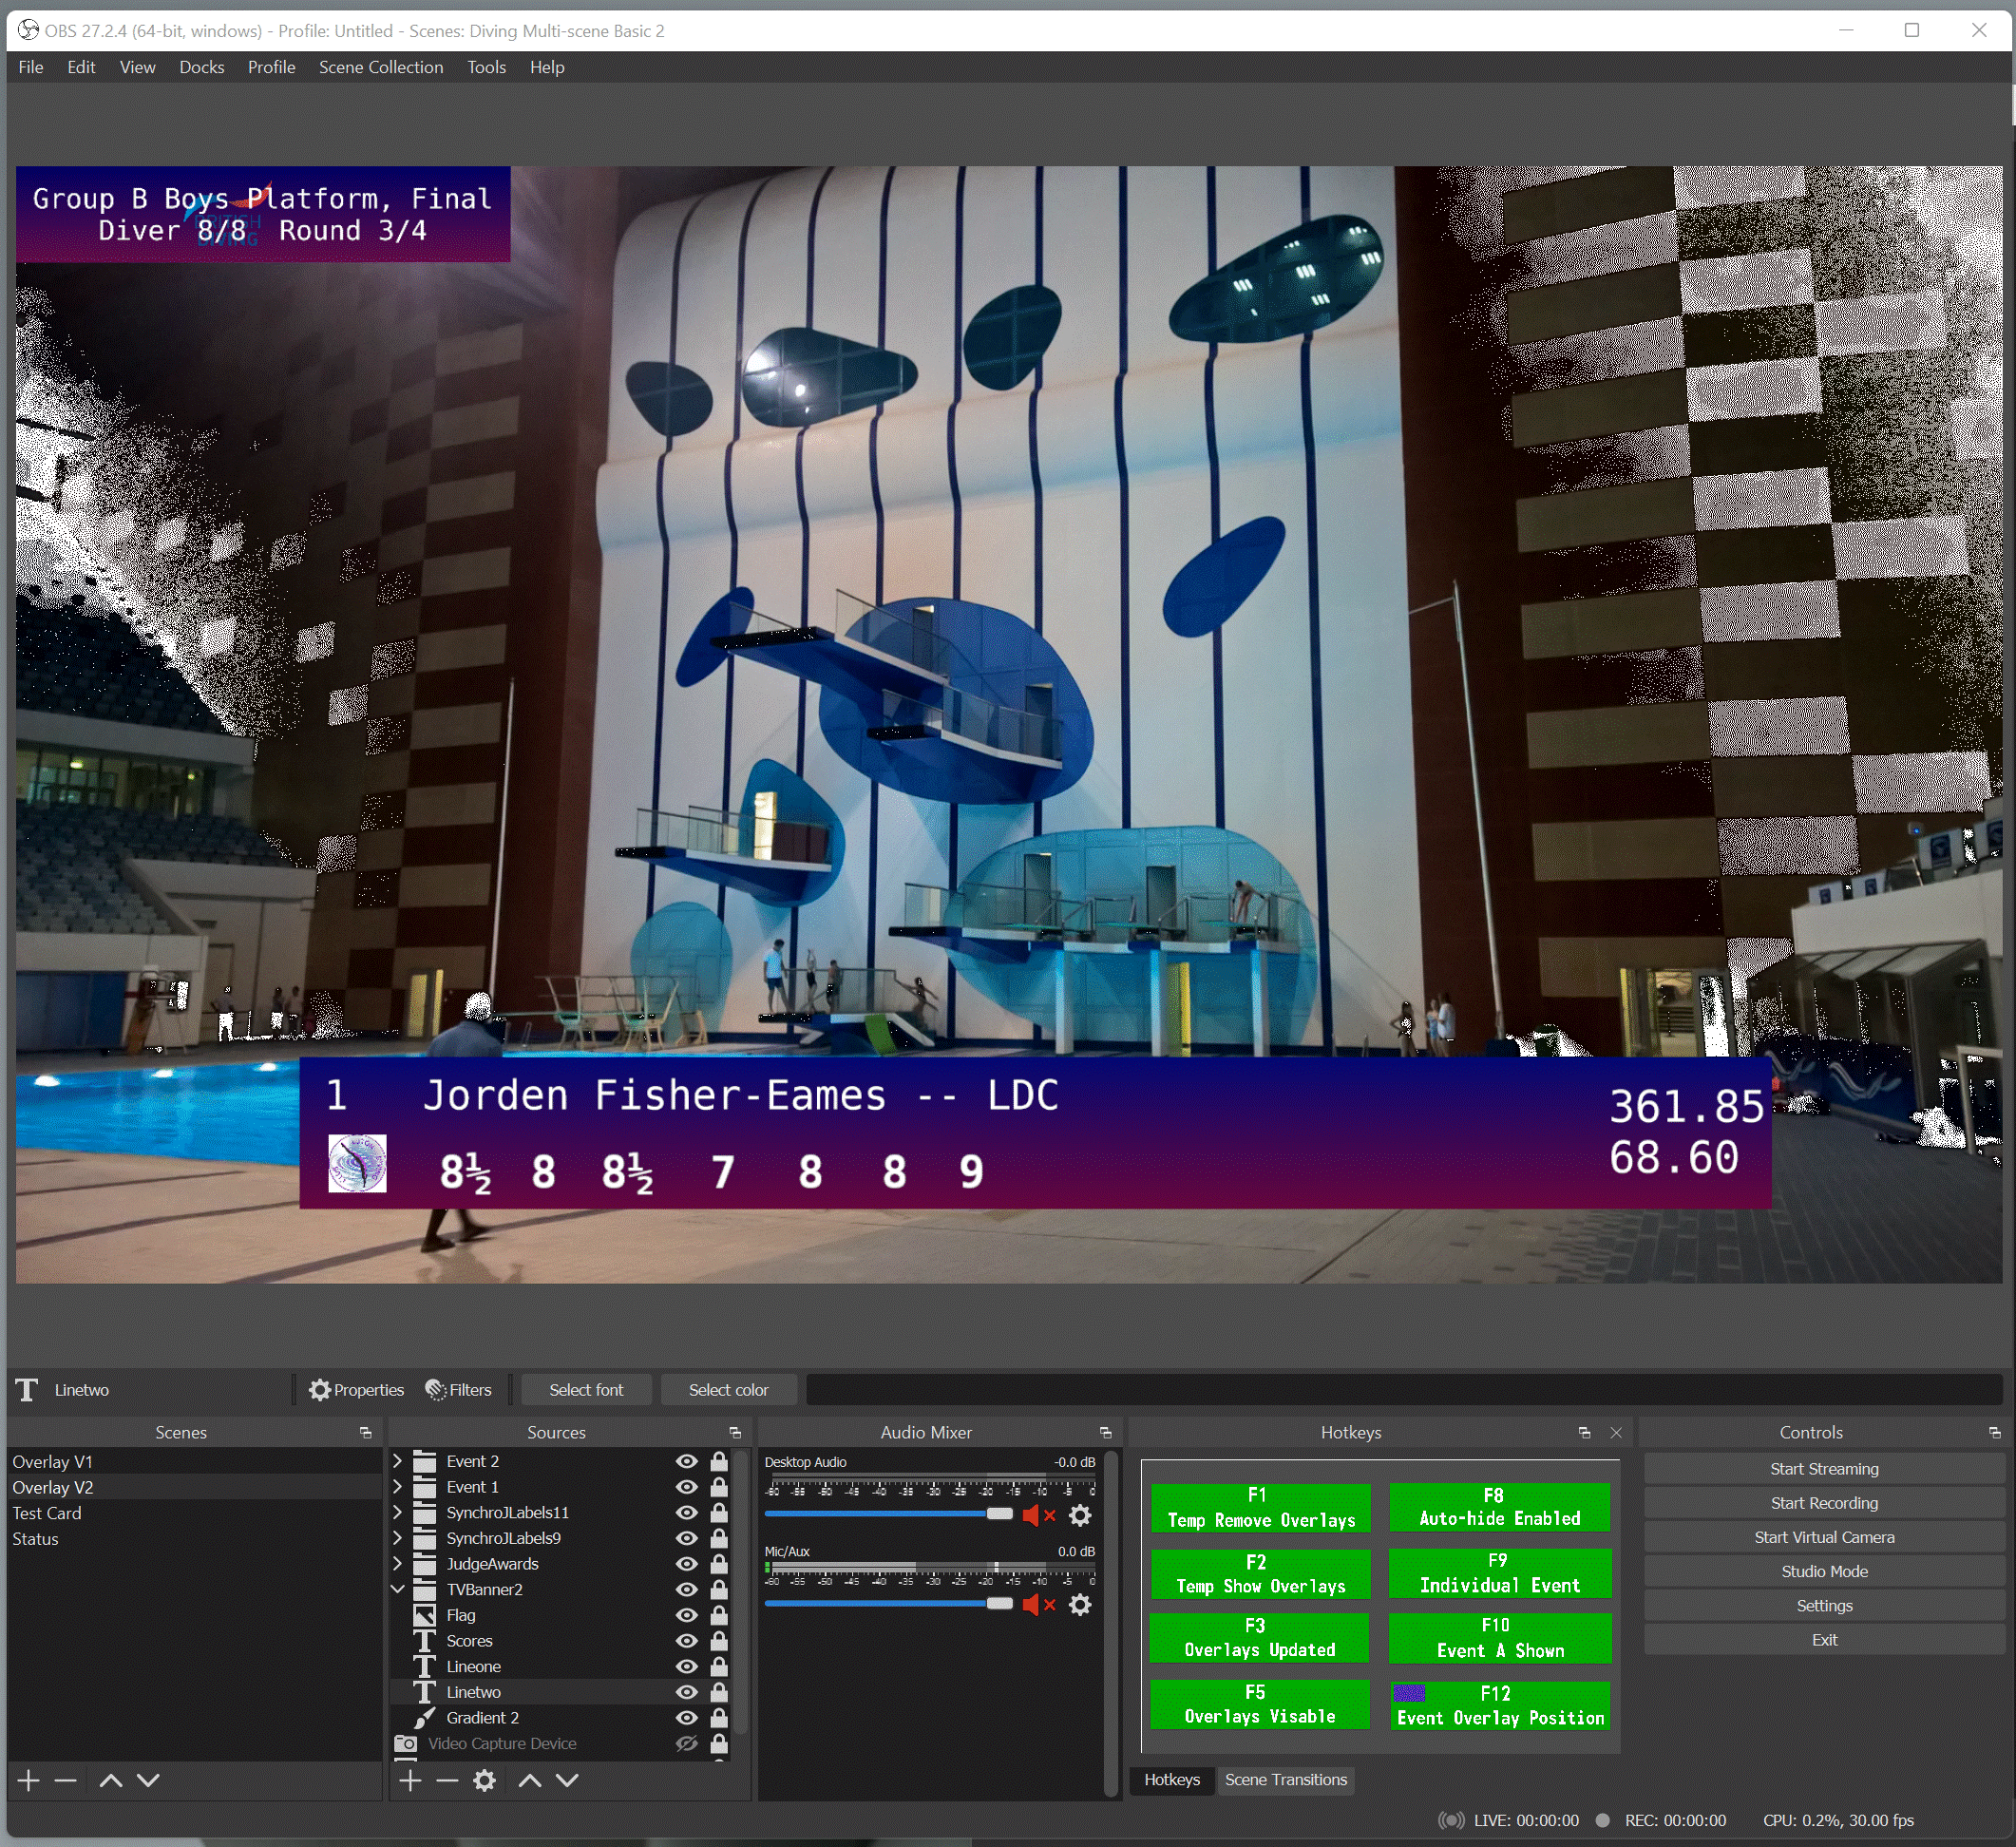 OBS 27.2.4 (64-bit, windows) - Profile: Untitled - Scenes: Diving Multi-scene Basic 2
File Edit View Docks Profile Scene Collection Tools Help
Group B Boys Platform, Final
Diver 8/8 Round 3/4
BRITISH
DIVING
1 Jorden Fisher-Eames -- LDC
361.85
68.60
8½ 8 8½ 7 8 8 9
Linetwo Properties Filters Select font Select color
Scenes
Overlay V1
Overlay V2
Test Card
Status
Sources
Event 2
Event 1
SynchroJLabels11
SynchroJLabels9
JudgeAwards
TVBanner2
Flag
Scores
Lineone
Linetwo
Gradient 2
Video Capture Device
Audio Mixer
Desktop Audio -0.0 dB
-60 -55 -50 -45 -40 -35 -30 -25 -20 -15 -10 -5 0
Mic/Aux 0.0 dB
-60 -55 -50 -45 -40 -35 -30 -25 -20 -15 -10 -5 0
Hotkeys
F1
Temp Remove Overlays
F8
Auto-hide Enabled
F2
Temp Show Overlays
F9
Individual Event
F3
Overlays Updated
F10
Event A Shown
F5
Overlays Visable
F12
Event Overlay Position
Hotkeys Scene Transitions
Controls
Start Streaming
Start Recording
Start Virtual Camera
Studio Mode
Settings
Exit
LIVE: 00:00:00 REC: 00:00:00 CPU: 0.2%, 30.00 fps